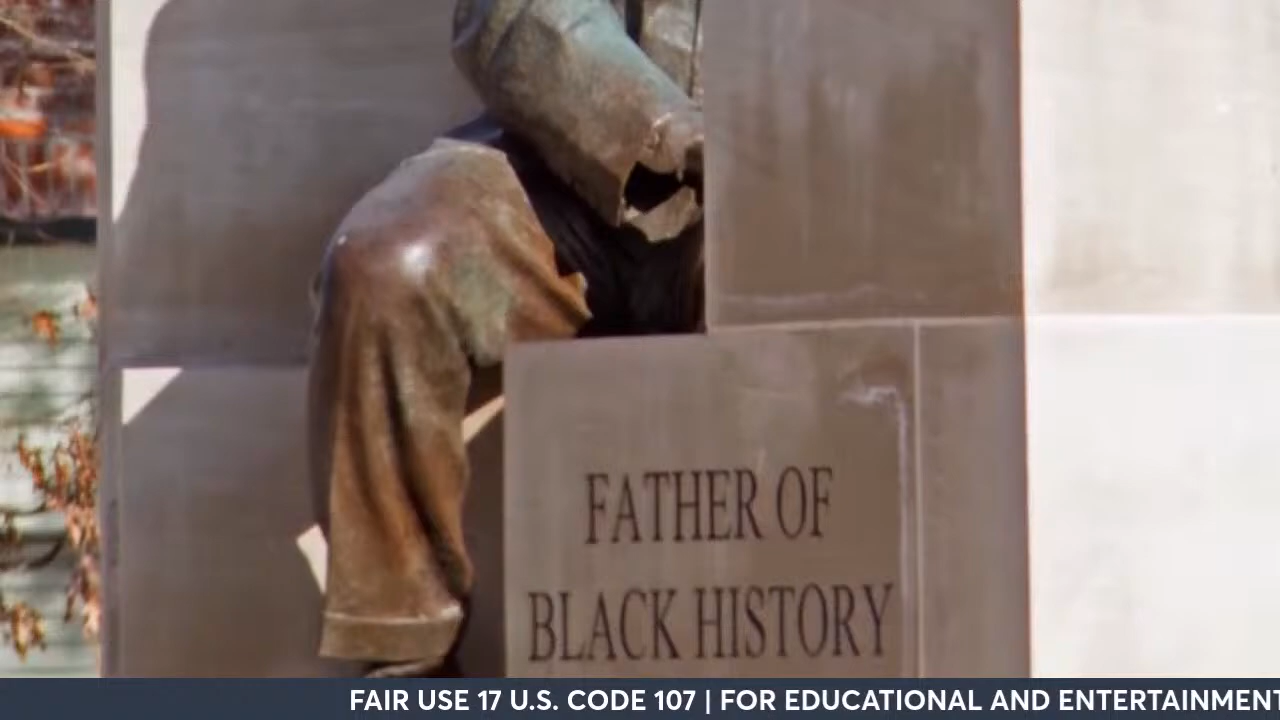 FATHER OF
BLACK HISTORY
FAIR USE 17 U.S. CODE 107 | FOR EDUCATIONAL AND ENTERTAINMENT